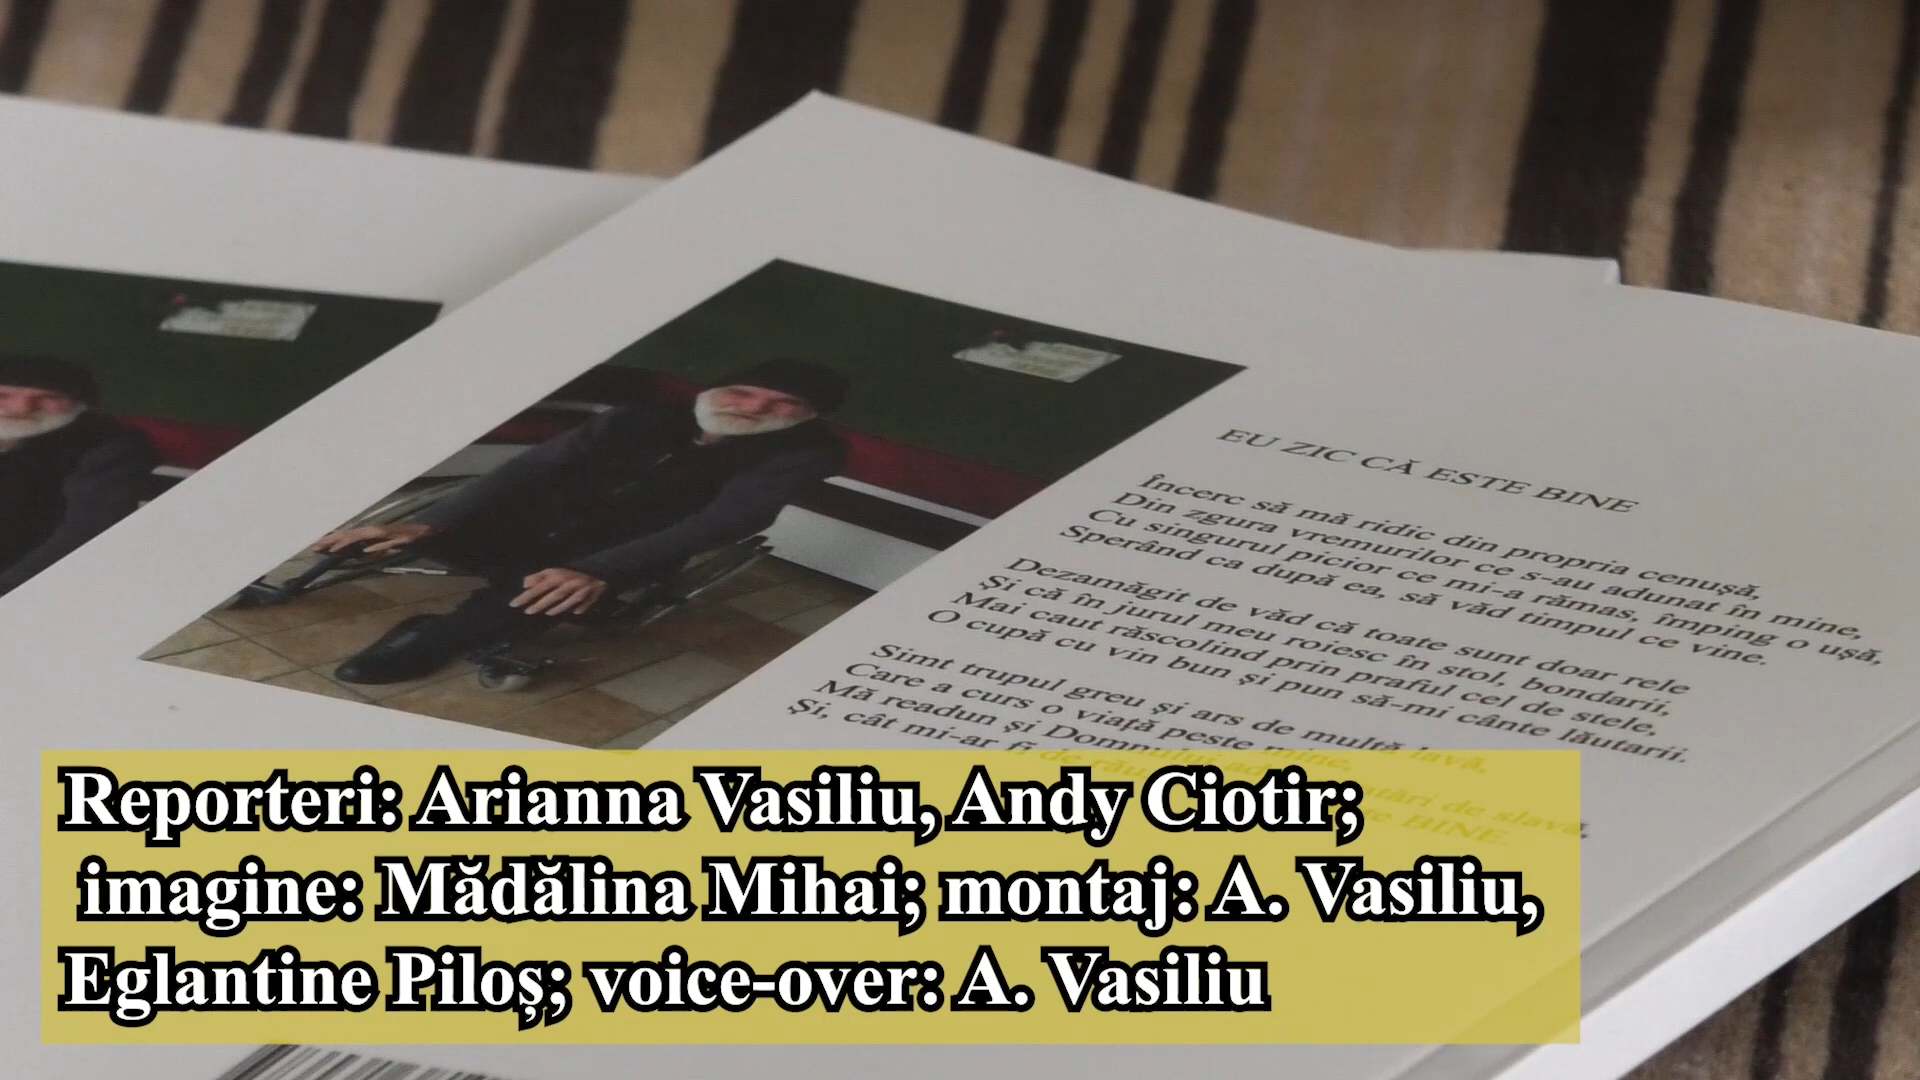 EU ZIC CĂ ESTE BINE
Încerc să mă ridic din propria cenușă,
Din zgura vremurilor ce s-au adunat în mine,
Cu singurul picior ce mi-a rămas, împing o ușă,
Sperând ca după ea, să văd timpul ce vine.
Dezamăgit de văd că toate sunt doar rele
Și că în jurul meu roiesc în stol, bondarii,
Mai caut răscolind prin praful cel de stele,
O cupă cu vin bun și pun să-mi cânte lăutarii.
Simt trupul greu și ars de multă lavă,
Care a curs o viață peste mine,
Mă readun și Domnului
Și, cât mi-ar fi de rău BINE.
Reporteri: Arianna Vasiliu, Andy Ciotir;
imagine: Mădălina Mihai; montaj: A. Vasiliu,
Eglantine Piloș; voice-over: A. Vasiliu